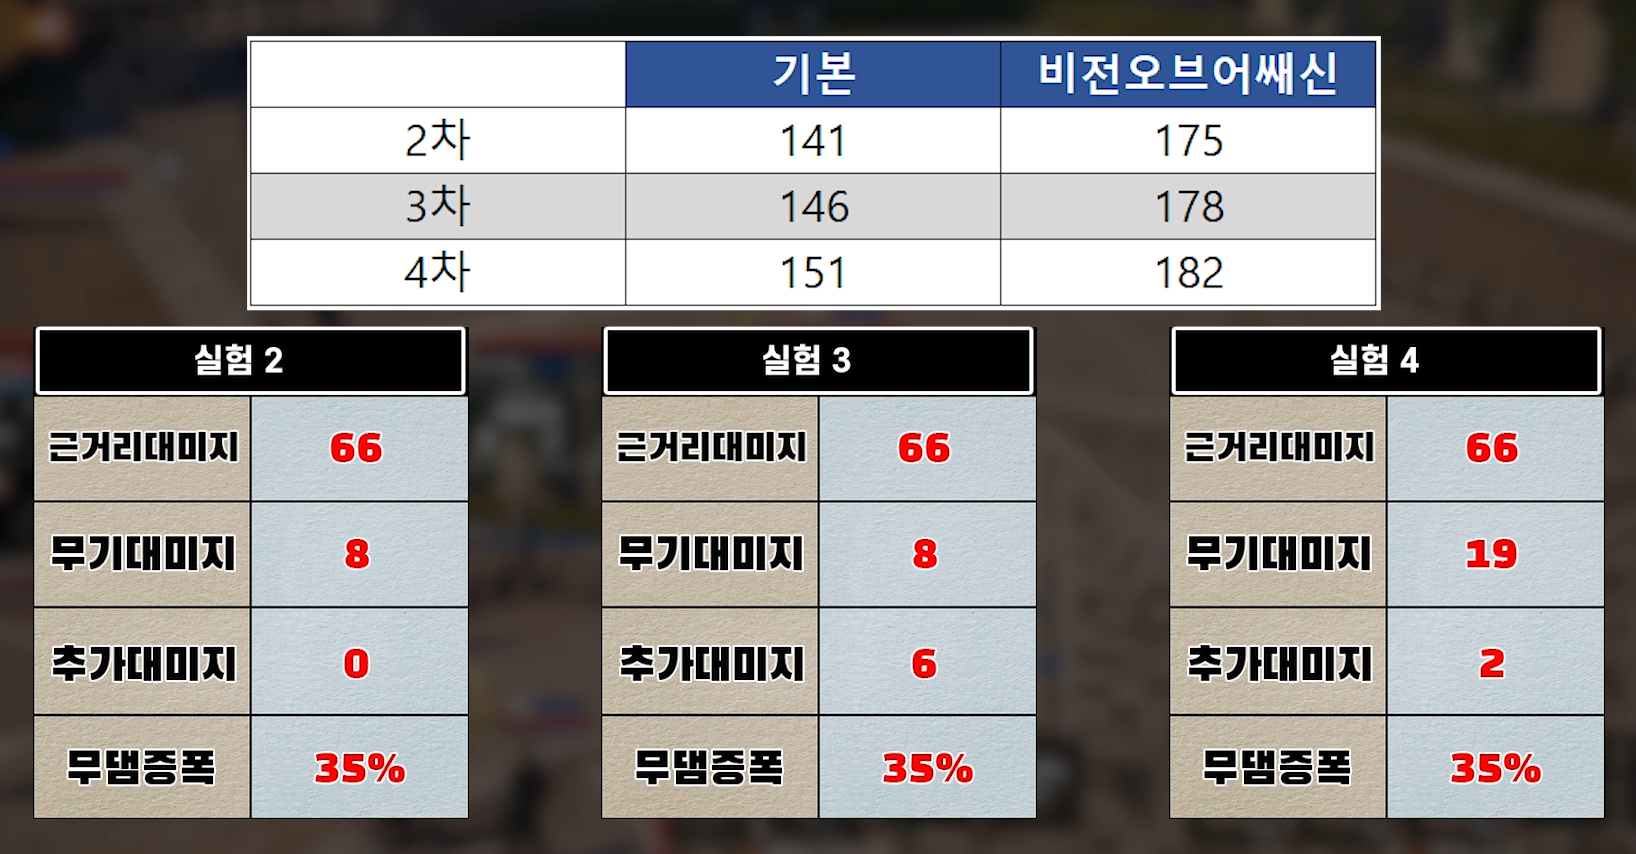 기본 비전오브어쌔신
2차 141 175
3차 146 178
4차 151 182
실험 2
근거리대미지 66
무기대미지 8
추가대미지 0
무댐증폭 35%
실험 3
근거리대미지 66
무기대미지 8
추가대미지 6
무댐증폭 35%
실험 4
근거리대미지 66
무기대미지 19
추가대미지 2
무댐증폭 35%